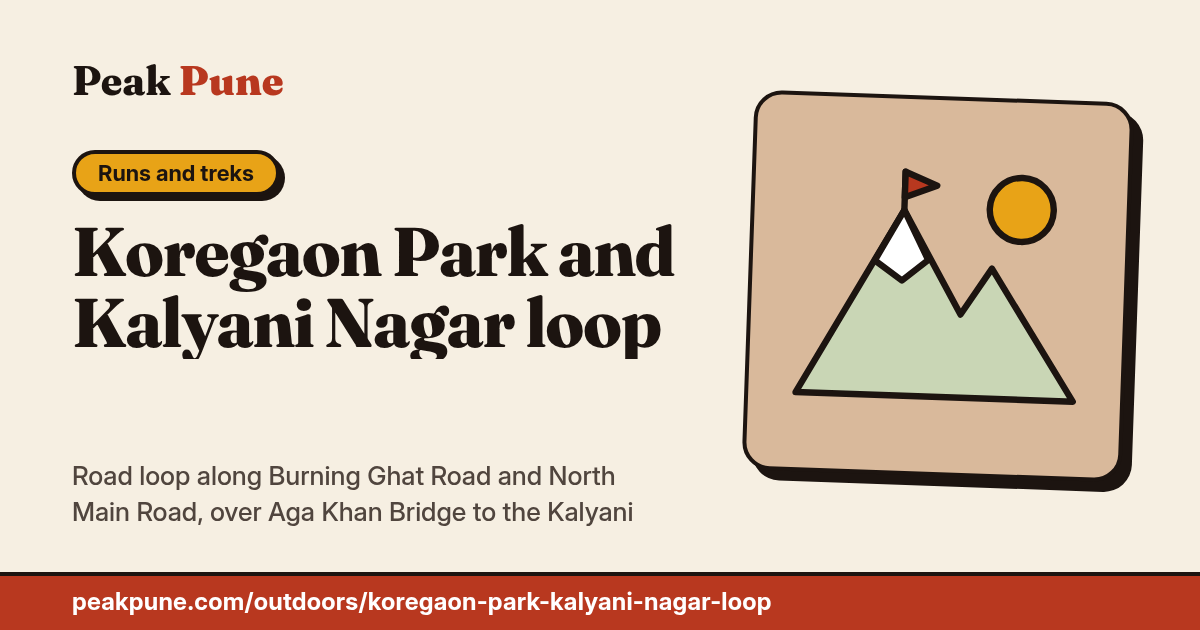 Peak Pune
Runs and treks
Koregaon Park and
Kalyani Nagar loop
Road loop along Burning Ghat Road and North
Main Road, over Aga Khan Bridge to the Kalyani
peakpune.com/outdoors/koregaon-park-kalyani-nagar-loop